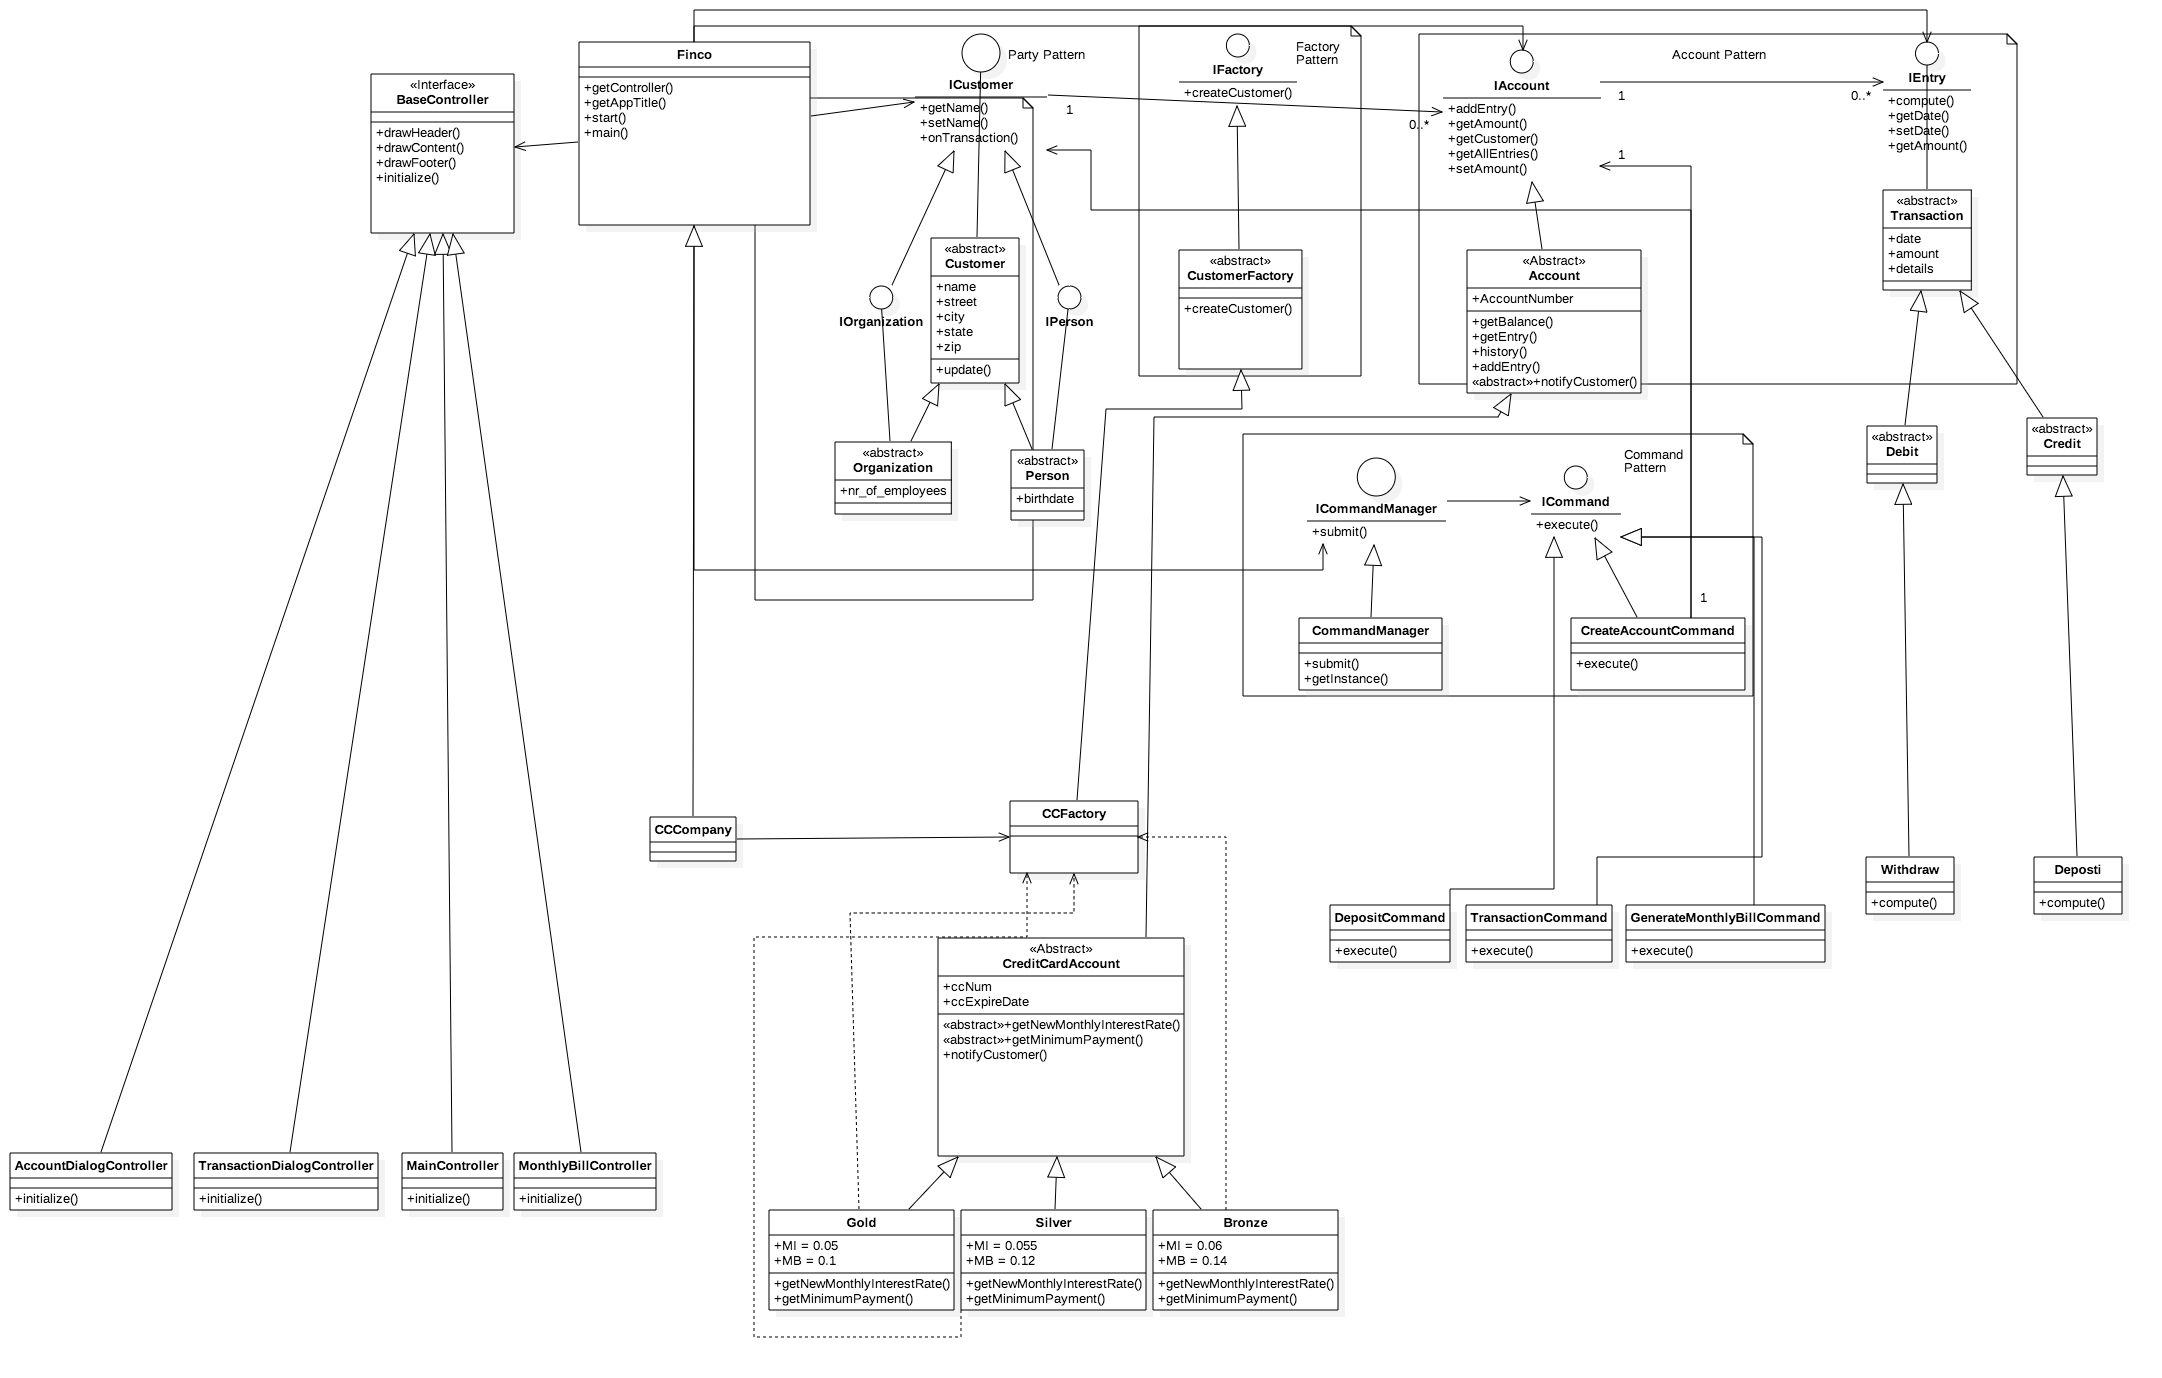 «Interface»
BaseController
+drawHeader()
+drawContent()
+drawFooter()
+initialize()
Finco
+getController()
+getAppTitle()
+start()
+main()
Party Pattern
ICustomer
+getName()
+setName()
+onTransaction()
1
0..*
Factory
Pattern
IFactory
+createCustomer()
Account Pattern
IAccount
+addEntry()
+getAmount()
+getCustomer()
+getAllEntries()
+setAmount()
1
0..*
1
IEntry
+compute()
+getDate()
+setDate()
+getAmount()
«abstract»
Transaction
+date
+amount
+details
IOrganization
«abstract»
Customer
+name
+street
+city
+state
+zip
+update()
IPerson
«abstract»
CustomerFactory
+createCustomer()
«Abstract»
Account
+AccountNumber
+getBalance()
+getEntry()
+history()
+addEntry()
«abstract»+notifyCustomer()
«abstract»
Organization
+nr_of_employees
«abstract»
Person
+birthdate
«abstract»
Debit
«abstract»
Credit
Command
Pattern
ICommandManager
+submit()
ICommand
+execute()
1
CommandManager
+submit()
+getInstance()
CreateAccountCommand
+execute()
CCCompany
CCFactory
Withdraw
+compute()
Deposti
+compute()
DepositCommand
+execute()
TransactionCommand
+execute()
GenerateMonthlyBillCommand
+execute()
«Abstract»
CreditCardAccount
+ccNum
+ccExpireDate
«abstract»+getNewMonthlyInterestRate()
«abstract»+getMinimumPayment()
+notifyCustomer()
AccountDialogController
+initialize()
TransactionDialogController
+initialize()
MainController
+initialize()
MonthlyBillController
+initialize()
Gold
+MI = 0.05
+MB = 0.1
+getNewMonthlyInterestRate()
+getMinimumPayment()
Silver
+MI = 0.055
+MB = 0.12
+getNewMonthlyInterestRate()
+getMinimumPayment()
Bronze
+MI = 0.06
+MB = 0.14
+getNewMonthlyInterestRate()
+getMinimumPayment()